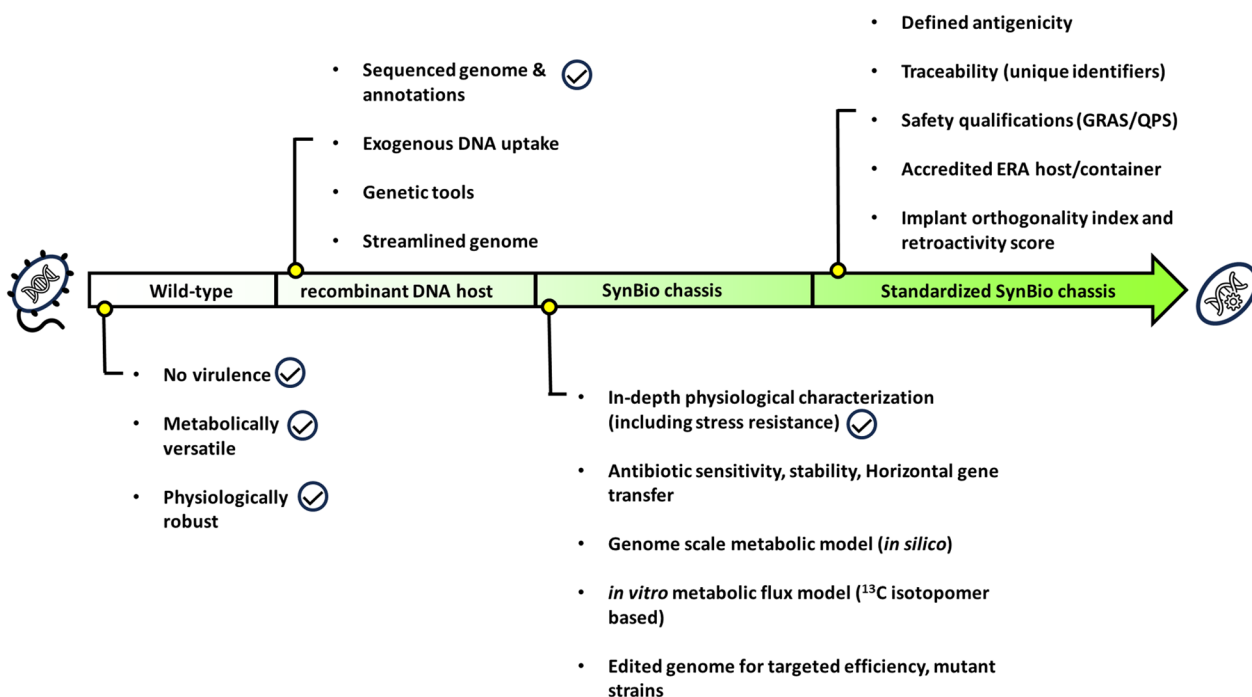 • Defined antigenicity
• Traceability (unique identifiers)
• Safety qualifications (GRAS/QPS)
• Accredited ERA host/container
• Implant orthogonality index and
retroactivity score
• Sequenced genome &
annotations
• Exogenous DNA uptake
• Genetic tools
• Streamlined genome
Wild-type
recombinant DNA host
SynBio chassis
Standardized SynBio chassis
• No virulence
• Metabolically
versatile
• Physiologically
robust
• In-depth physiological characterization
(including stress resistance)
• Antibiotic sensitivity, stability, Horizontal gene
transfer
• Genome scale metabolic model (in silico)
• in vitro metabolic flux model (¹³C isotopomer
based)
• Edited genome for targeted efficiency, mutant
strains